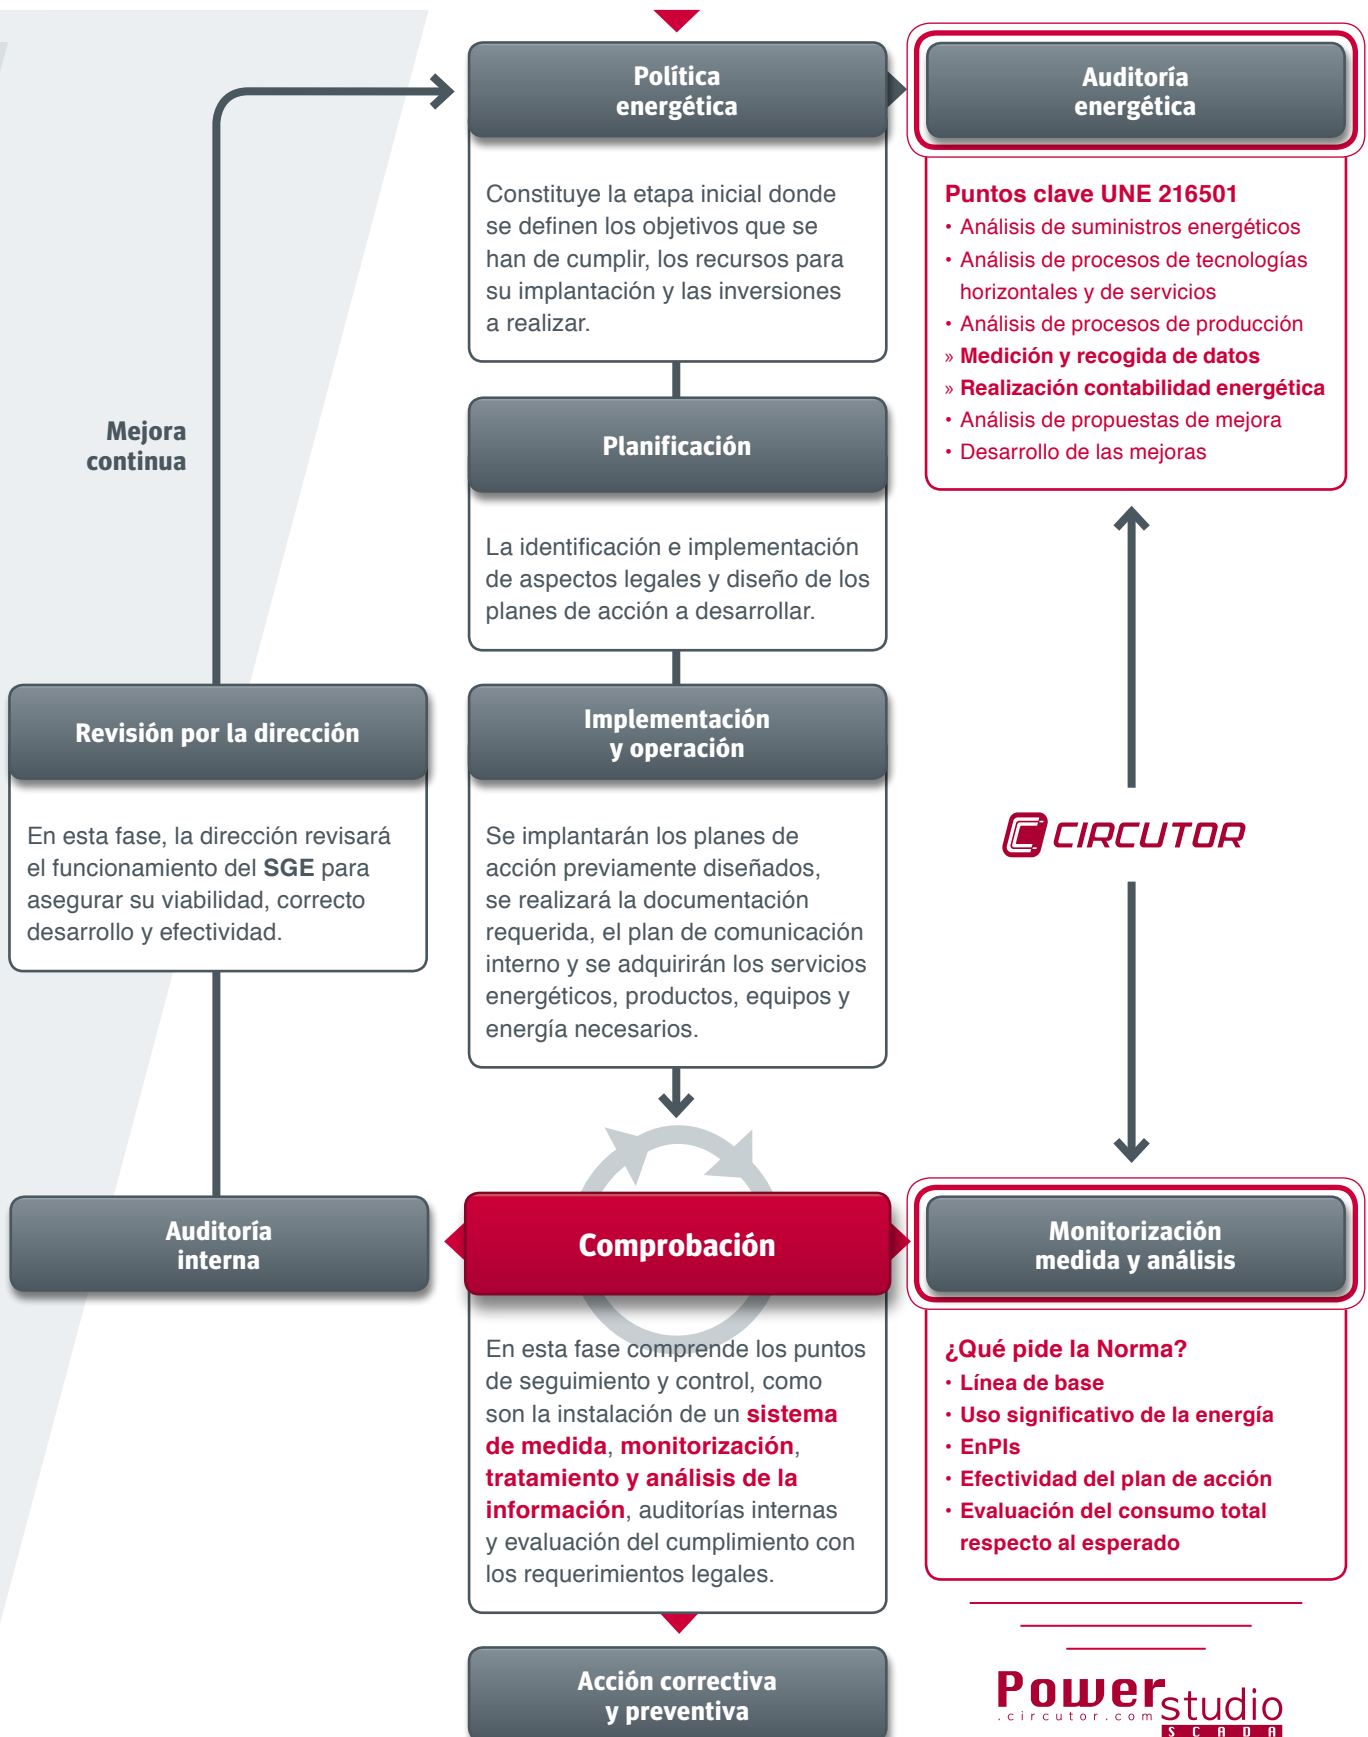 Política
energética
Constituye la etapa inicial donde
se definen los objetivos que se
han de cumplir, los recursos para
su implantación y las inversiones
a realizar.
Auditoría
energética
Puntos clave UNE 216501
• Análisis de suministros energéticos
• Análisis de procesos de tecnologías
horizontales y de servicios
• Análisis de procesos de producción
» Medición y recogida de datos
» Realización contabilidad energética
• Análisis de propuestas de mejora
• Desarrollo de las mejoras
Mejora
continua
Planificación
La identificación e implementación
de aspectos legales y diseño de los
planes de acción a desarrollar.
Revisión por la dirección
En esta fase, la dirección revisará
el funcionamiento del SGE para
asegurar su viabilidad, correcto
desarrollo y efectividad.
Implementación
y operación
Se implantarán los planes de
acción previamente diseñados,
se realizará la documentación
requerida, el plan de comunicación
interno y se adquirirán los servicios
energéticos, productos, equipos y
energía necesarios.
CIRCUTOR
Auditoría
interna
Comprobación
En esta fase comprende los puntos
de seguimiento y control, como
son la instalación de un sistema
de medida, monitorización,
tratamiento y análisis de la
información, auditorías internas
y evaluación del cumplimiento con
los requerimientos legales.
Monitorización
medida y análisis
¿Qué pide la Norma?
• Línea de base
• Uso significativo de la energía
• EnPIs
• Efectividad del plan de acción
• Evaluación del consumo total
respecto al esperado
Acción correctiva
y preventiva
Power studio
.circutor.com
SCADA